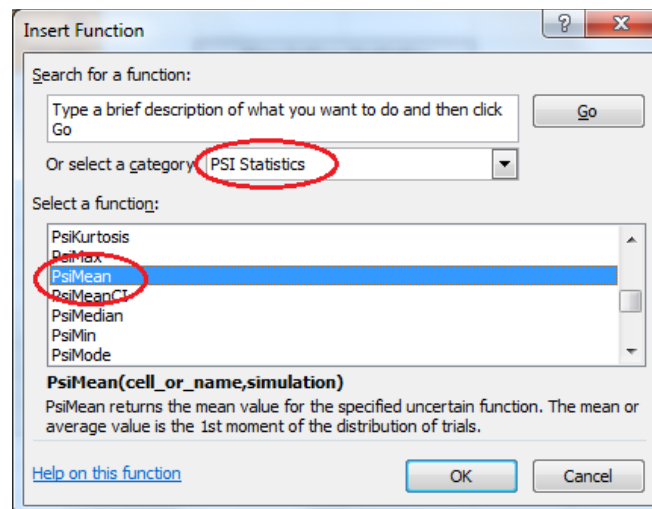 Insert Function
Search for a function:
Type a brief description of what you want to do and then click
Go
Go
Or select a category
PSI Statistics
Select a function:
PsiKurtosis
PsiMax
PsiMean
PsiMeanCI
PsiMedian
PsiMin
PsiMode
PsiMean(cell_or_name,simulation)
PsiMean returns the mean value for the specified uncertain function. The mean or
average value is the 1st moment of the distribution of trials.
Help on this function
OK
Cancel